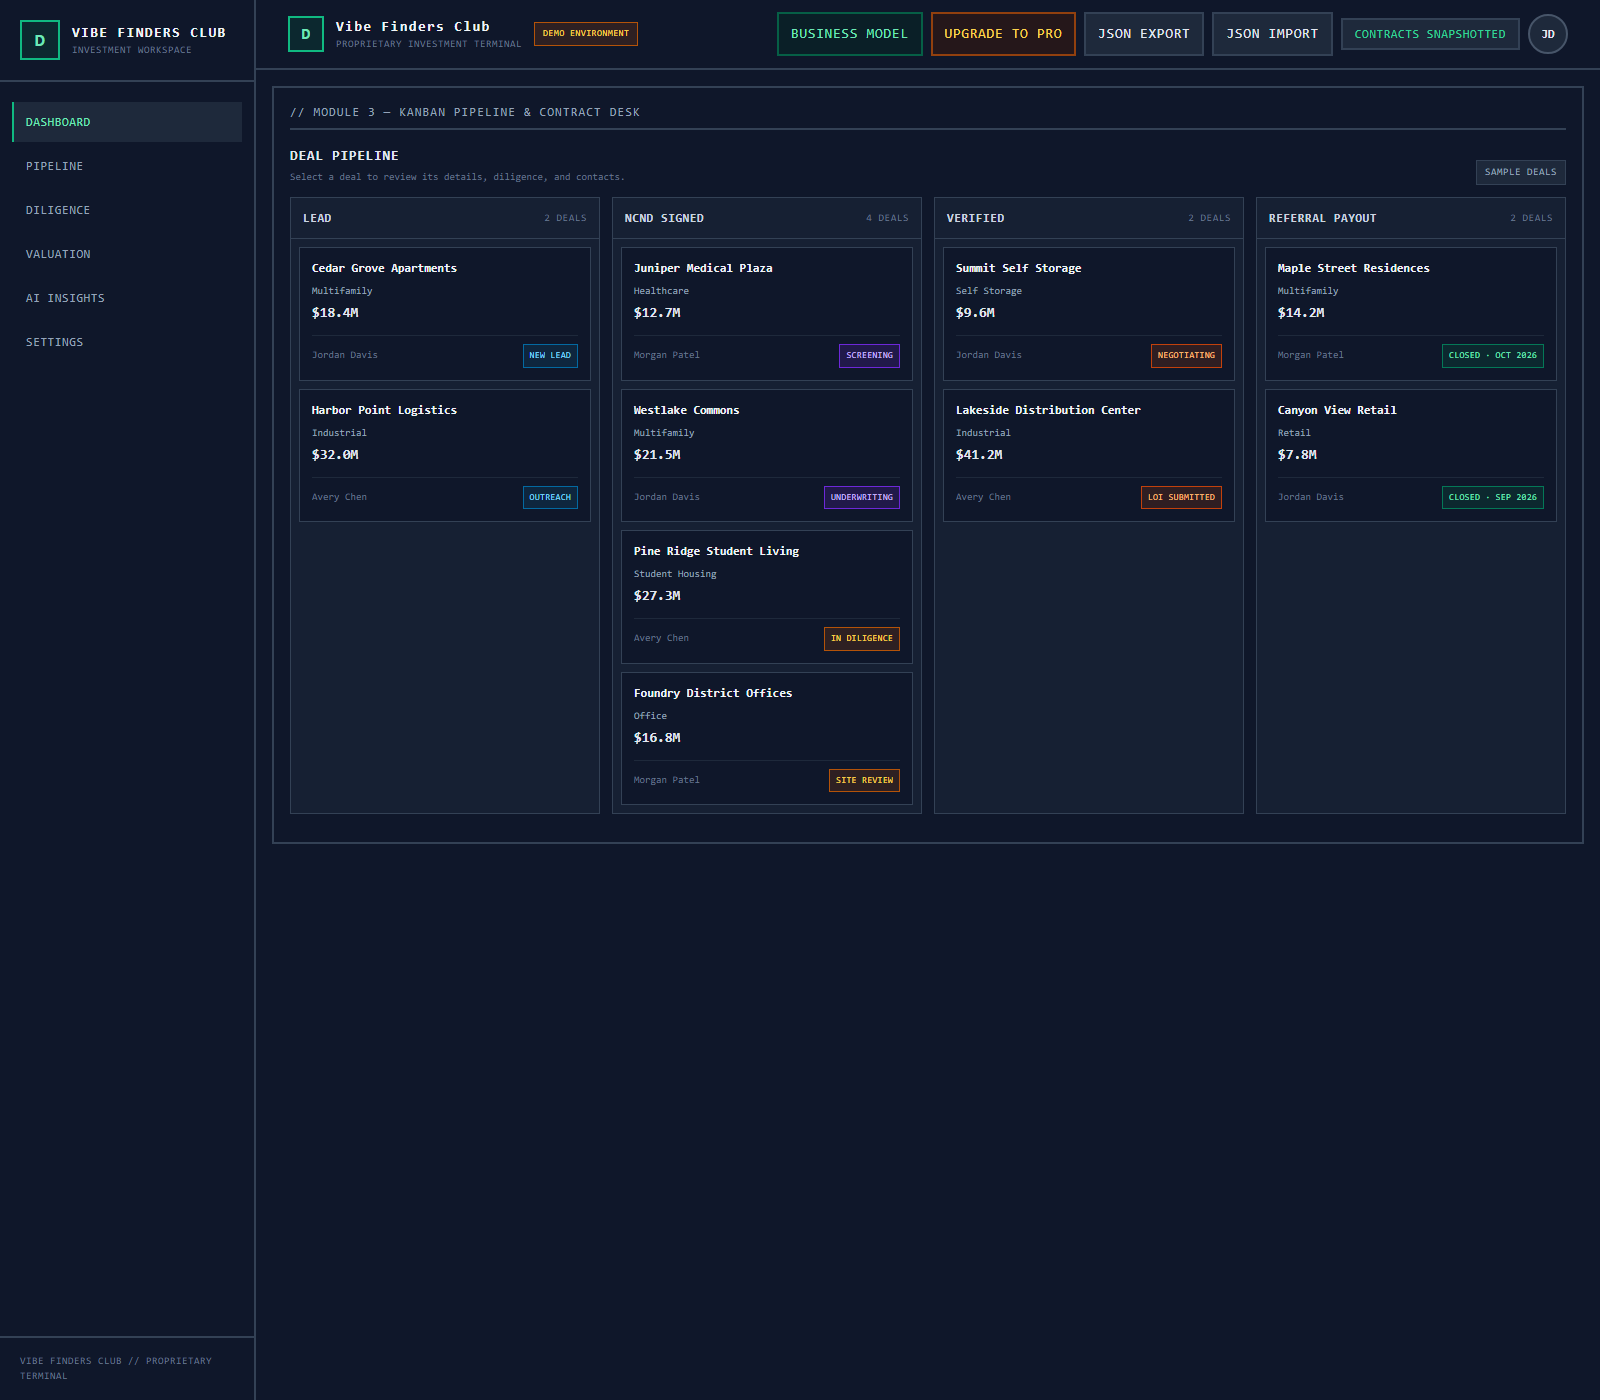 D
VIBE FINDERS CLUB
INVESTMENT WORKSPACE
DASHBOARD
PIPELINE
DILIGENCE
VALUATION
AI INSIGHTS
SETTINGS
VIBE FINDERS CLUB // PROPRIETARY
TERMINAL
D
Vibe Finders Club
PROPRIETARY INVESTMENT TERMINAL
DEMO ENVIRONMENT
BUSINESS MODEL
UPGRADE TO PRO
JSON EXPORT
JSON IMPORT
CONTRACTS SNAPSHOTTED
JD
// MODULE 3 — KANBAN PIPELINE & CONTRACT DESK
DEAL PIPELINE
Select a deal to review its details, diligence, and contacts.
SAMPLE DEALS
LEAD
2 DEALS
Cedar Grove Apartments
Multifamily
$18.4M
Jordan Davis
NEW LEAD
Harbor Point Logistics
Industrial
$32.0M
Avery Chen
OUTREACH
NCND SIGNED
4 DEALS
Juniper Medical Plaza
Healthcare
$12.7M
Morgan Patel
SCREENING
Westlake Commons
Multifamily
$21.5M
Jordan Davis
UNDERWRITING
Pine Ridge Student Living
Student Housing
$27.3M
Avery Chen
IN DILIGENCE
Foundry District Offices
Office
$16.8M
Morgan Patel
SITE REVIEW
VERIFIED
2 DEALS
Summit Self Storage
Self Storage
$9.6M
Jordan Davis
NEGOTIATING
Lakeside Distribution Center
Industrial
$41.2M
Avery Chen
LOI SUBMITTED
REFERRAL PAYOUT
2 DEALS
Maple Street Residences
Multifamily
$14.2M
Morgan Patel
CLOSED · OCT 2026
Canyon View Retail
Retail
$7.8M
Jordan Davis
CLOSED · SEP 2026